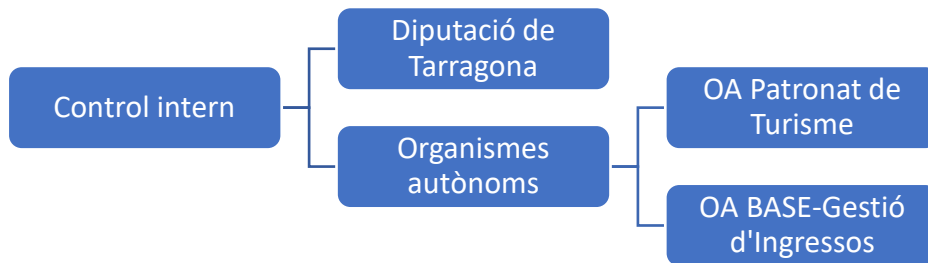 Control intern
Diputació de
Tarragona
Organismes
autònoms
OA Patronat de
Turisme
OA BASE-Gestió
d'Ingressos